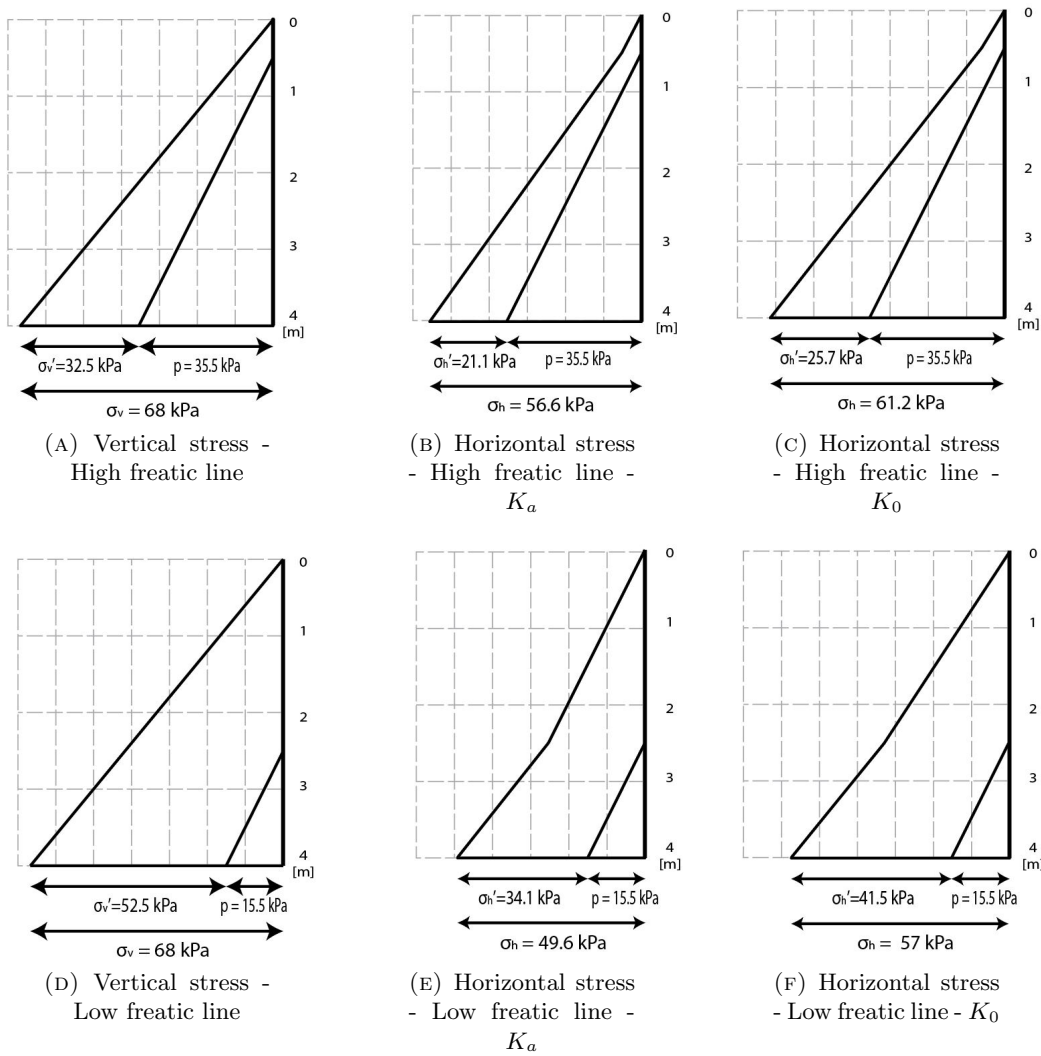 0
1
2
3
4
[m]
σv'=32.5 kPa
p = 35.5 kPa
σv = 68 kPa
(A) Vertical stress -
High freatic line
0
1
2
3
4
[m]
σh'=21.1 kPa
p = 35.5 kPa
σh = 56.6 kPa
(B) Horizontal stress
- High freatic line -
Ka
0
1
2
3
4
[m]
σh'=25.7 kPa
p = 35.5 kPa
σh = 61.2 kPa
(C) Horizontal stress
- High freatic line -
K0
0
1
2
3
4
[m]
σv'=52.5 kPa
p = 15.5 kPa
σv = 68 kPa
(D) Vertical stress -
Low freatic line
0
1
2
3
4
[m]
σh'=34.1 kPa
p = 15.5 kPa
σh = 49.6 kPa
(E) Horizontal stress
- Low freatic line -
Ka
0
1
2
3
4
[m]
σh'=41.5 kPa
p = 15.5 kPa
σh = 57 kPa
(F) Horizontal stress
- Low freatic line - K0